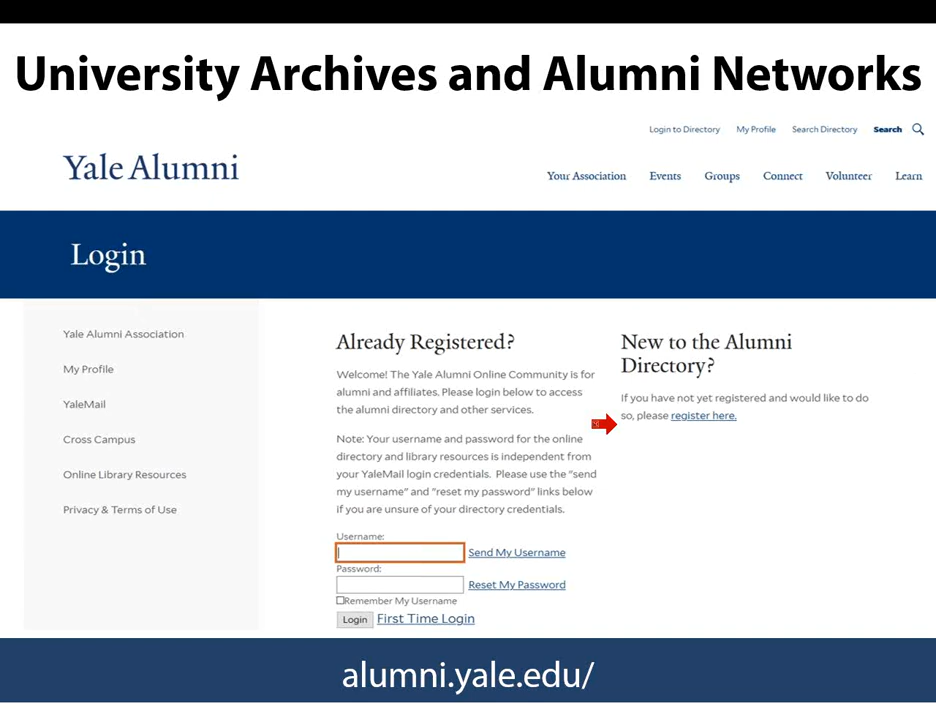 University Archives and Alumni Networks
Login to Directory My Profile Search Directory Search
Yale Alumni
Your Association Events Groups Connect Volunteer Learn
Login
Yale Alumni Association
My Profile
YaleMail
Cross Campus
Online Library Resources
Privacy & Terms of Use
Already Registered?
Welcome! The Yale Alumni Online Community is for
alumni and affiliates. Please login below to access
the alumni directory and other services.
Note: Your username and password for the online
directory and library resources is independent from
your YaleMail login credentials. Please use the "send
my username" and "reset my password" links below
if you are unsure of your directory credentials.
Username:
Send My Username
Password:
Reset My Password
Remember My Username
Login First Time Login
New to the Alumni
Directory?
If you have not yet registered and would like to do
so, please register here.
alumni.yale.edu/